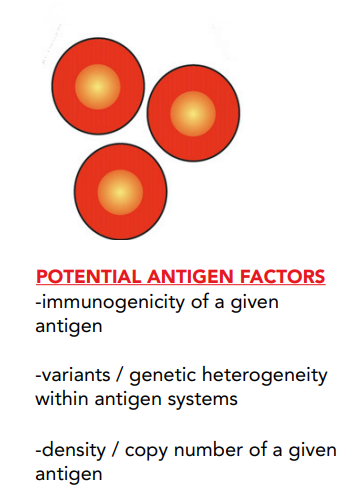 POTENTIAL ANTIGEN FACTORS
-immunogenicity of a given
antigen
-variants / genetic heterogeneity
within antigen systems
-density / copy number of a given
antigen